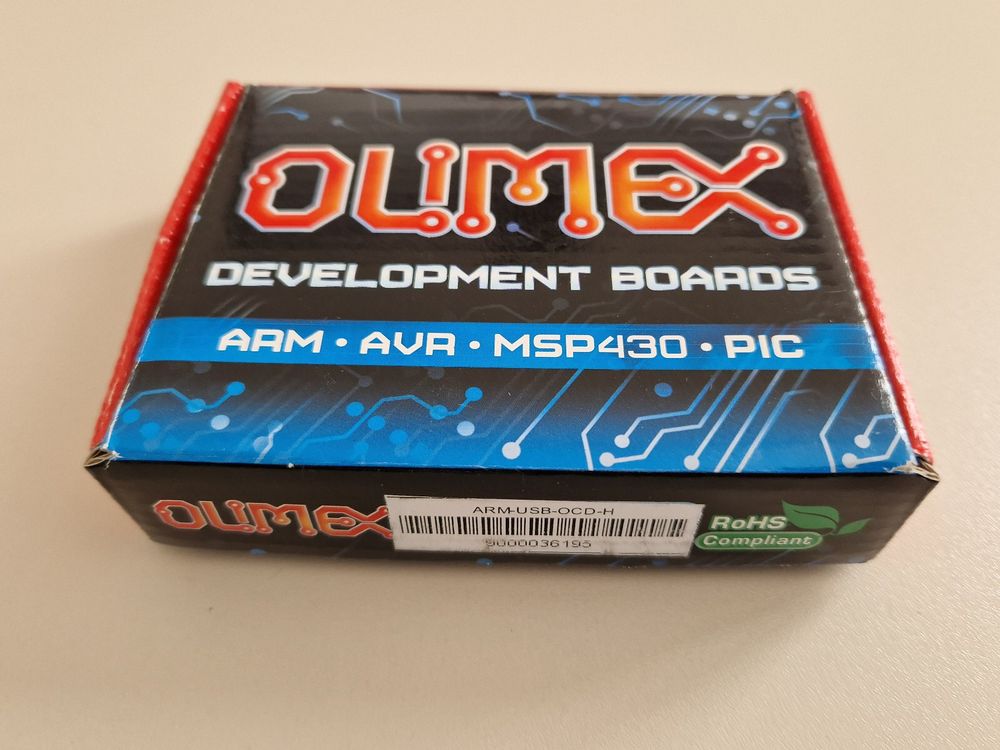 OLIMEX
DEVELOPMENT BOARDS
ARM • AVR • MSP430 • PIC
OLIMEX
ARM-USB-OCD-H
9000036195
RoHS
Compliant